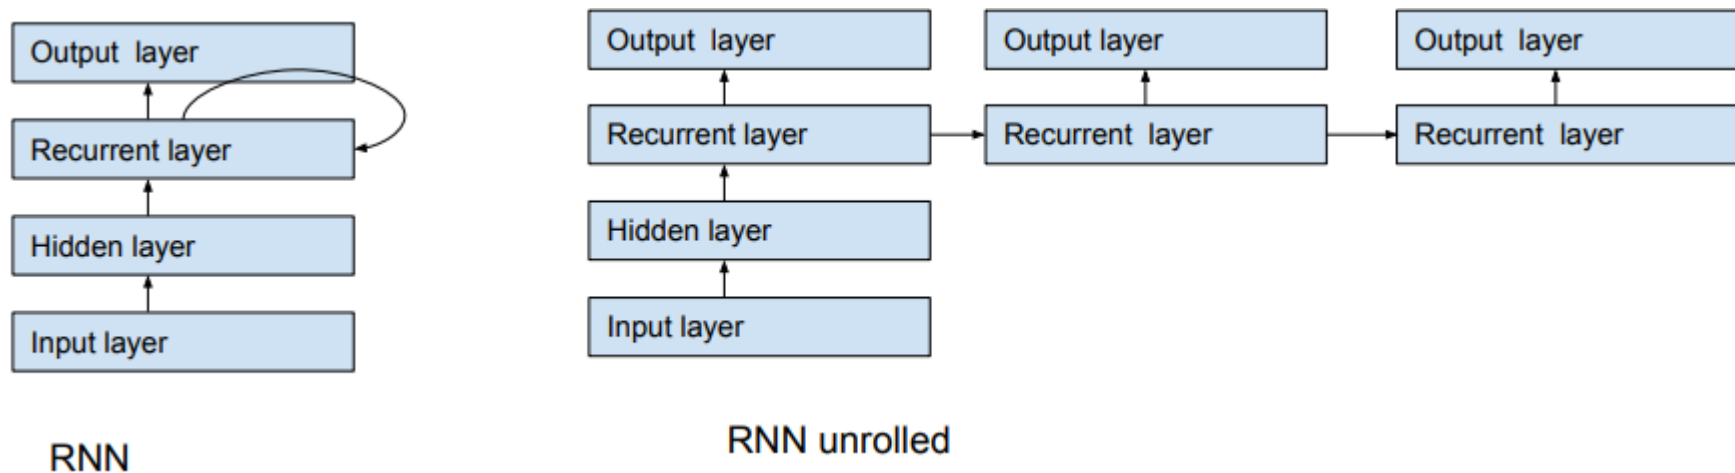 Output layer
Recurrent layer
Hidden layer
Input layer
RNN
Output layer
Output layer
Output layer
Recurrent layer
Recurrent layer
Recurrent layer
Hidden layer
Input layer
RNN unrolled